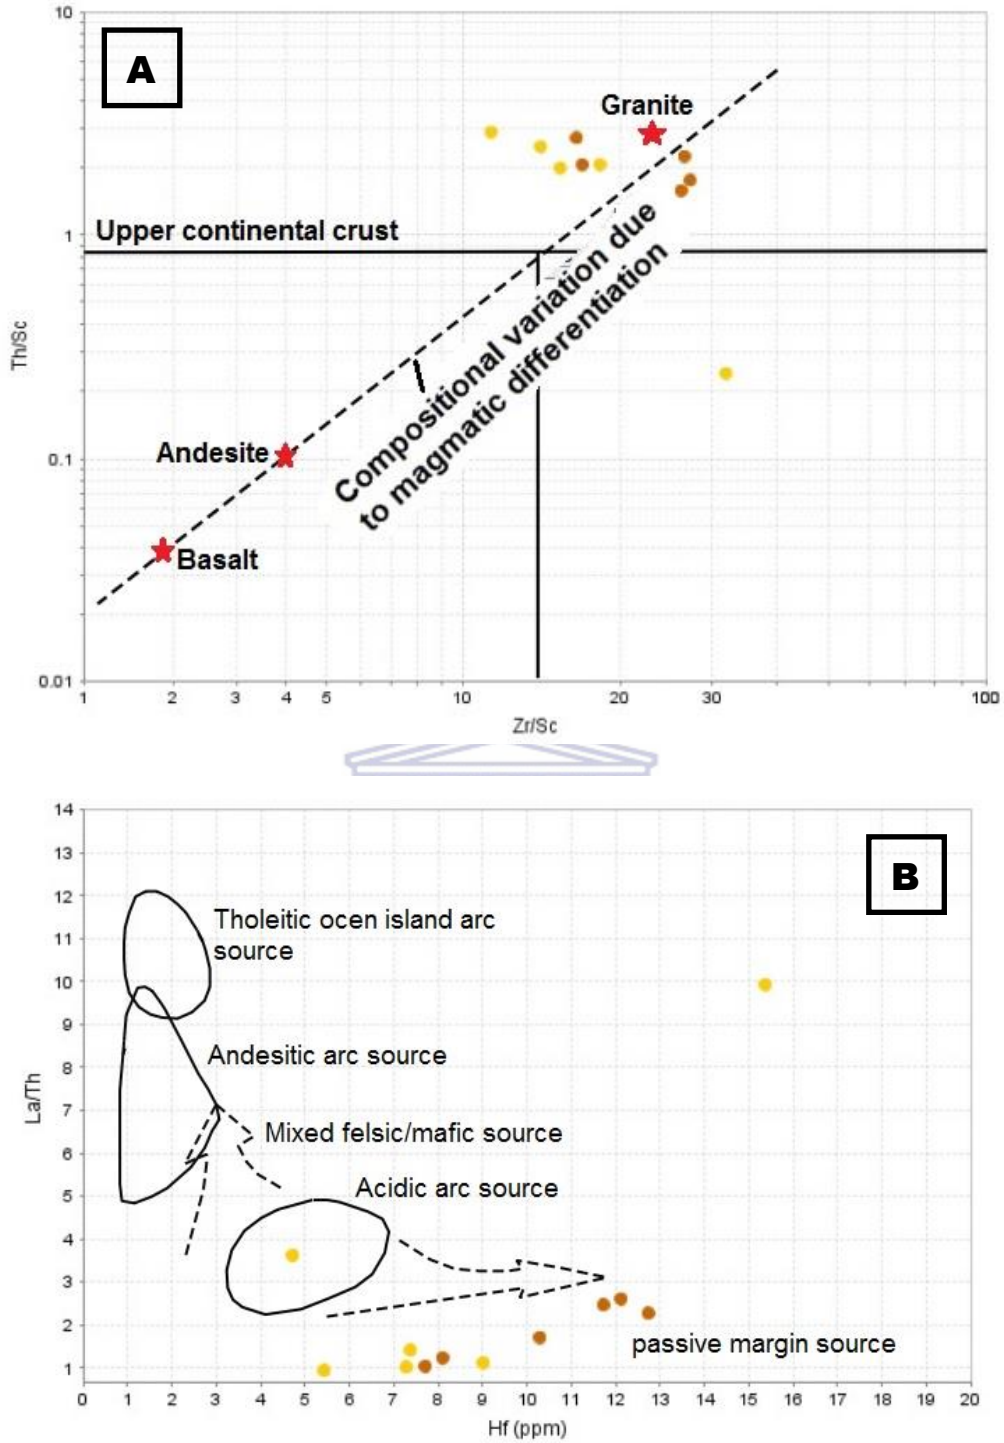 A
10
Granite
Upper continental crust
1
Compositional variation due
to magmatic differentiation
Th/Sc
Andesite
0.1
Basalt
0.01
1 2 3 4 5 10 20 30 100
Zr/Sc
B
14
13
12
Tholeitic ocen island arc
source
11
10
9
Andesitic arc source
8
La/Th
7
Mixed felsic/mafic source
6
Acidic arc source
5
4
3
2
passive margin source
1
0 1 2 3 4 5 6 7 8 9 10 11 12 13 14 15 16 17 18 19 20
Hf (ppm)